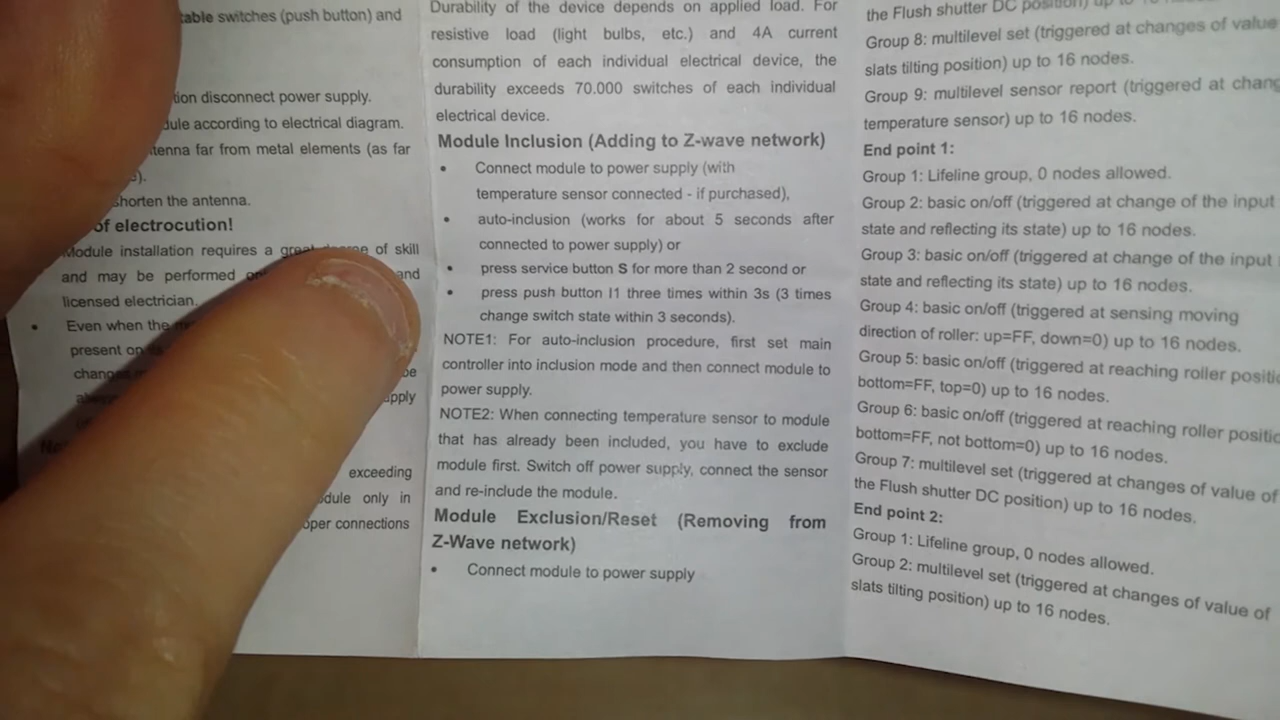 table switches (push button) and
tion disconnect power supply.
ule according to electrical diagram.
tenna far from metal elements (as far
).
shorten the antenna.
of electrocution!
Module installation requires a great of skill
and may be performed and
licensed electrician.
• Even when the
present on
change
supply
exceeding
module only in
connections
Durability of the device depends on applied load. For
resistive load (light bulbs, etc.) and 4A current
consumption of each individual electrical device, the
durability exceeds 70.000 switches of each individual
electrical device.
Module Inclusion (Adding to Z-wave network)
• Connect module to power supply (with
temperature sensor connected - if purchased),
• auto-inclusion (works for about 5 seconds after
connected to power supply) or
• press service button S for more than 2 second or
• press push button I1 three times within 3s (3 times
change switch state within 3 seconds).
NOTE1: For auto-inclusion procedure, first set main
controller into inclusion mode and then connect module to
power supply.
NOTE2: When connecting temperature sensor to module
that has already been included, you have to exclude
module first. Switch off power supply, connect the sensor
and re-include the module.
Module Exclusion/Reset (Removing from
Z-Wave network)
• Connect module to power supply
the Flush shutter DC position) up to 16
Group 8: multilevel set (triggered at changes of value
slats tilting position) up to 16 nodes.
Group 9: multilevel sensor report (triggered at chang
temperature sensor) up to 16 nodes.
End point 1:
Group 1: Lifeline group, 0 nodes allowed.
Group 2: basic on/off (triggered at change of the input
state and reflecting its state) up to 16 nodes.
Group 3: basic on/off (triggered at change of the input
state and reflecting its state) up to 16 nodes.
Group 4: basic on/off (triggered at sensing moving
direction of roller: up=FF, down=0) up to 16 nodes.
Group 5: basic on/off (triggered at reaching roller positio
bottom=FF, top=0) up to 16 nodes.
Group 6: basic on/off (triggered at reaching roller positio
bottom=FF, not bottom=0) up to 16 nodes.
Group 7: multilevel set (triggered at changes of value of
the Flush shutter DC position) up to 16 nodes.
End point 2:
Group 1: Lifeline group, 0 nodes allowed.
Group 2: multilevel set (triggered at changes of value of
slats tilting position) up to 16 nodes.